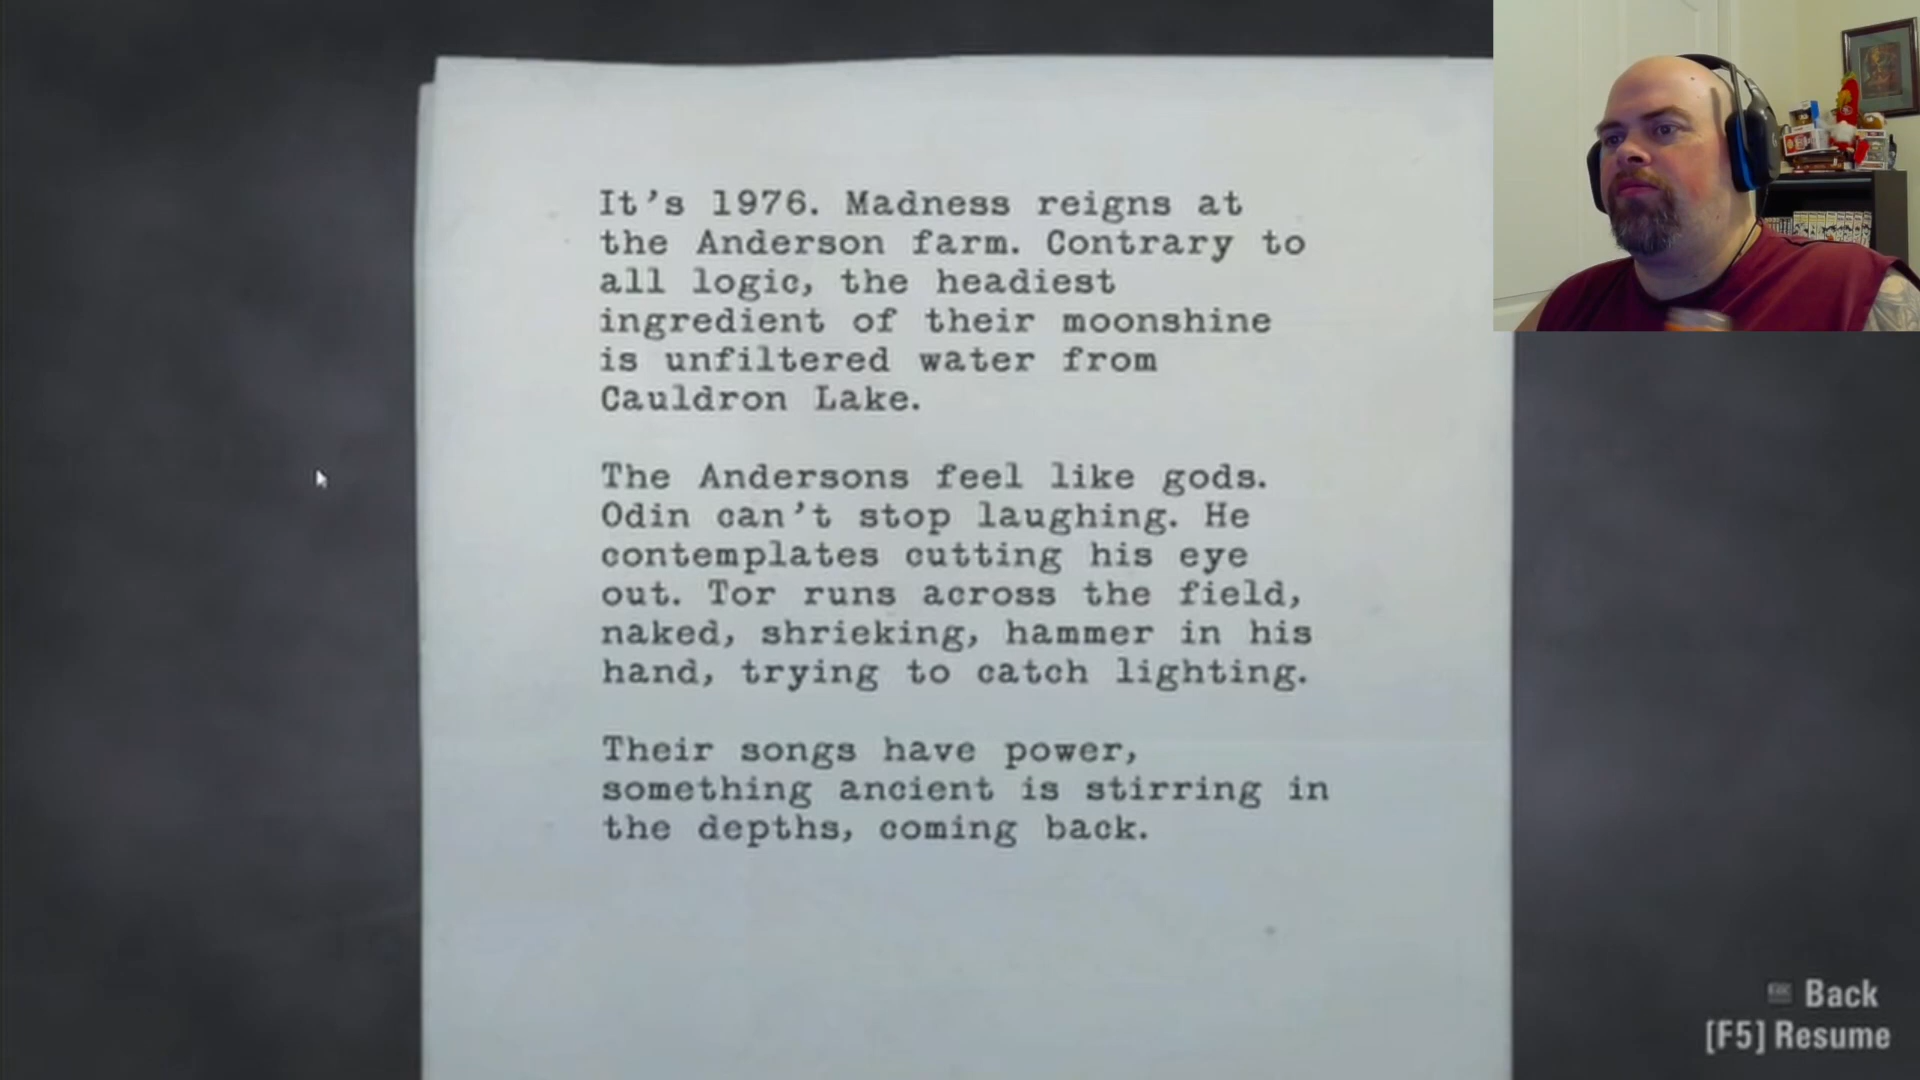 It's 1976. Madness reigns at
the Anderson farm. Contrary to
all logic, the headiest
ingredient of their moonshine
is unfiltered water from
Cauldron Lake.
The Andersons feel like gods.
Odin can't stop laughing. He
contemplates cutting his eye
out. Tor runs across the field,
naked, shrieking, hammer in his
hand, trying to catch lighting.
Their songs have power,
something ancient is stirring in
the depths, coming back.
Back
[F5] Resume